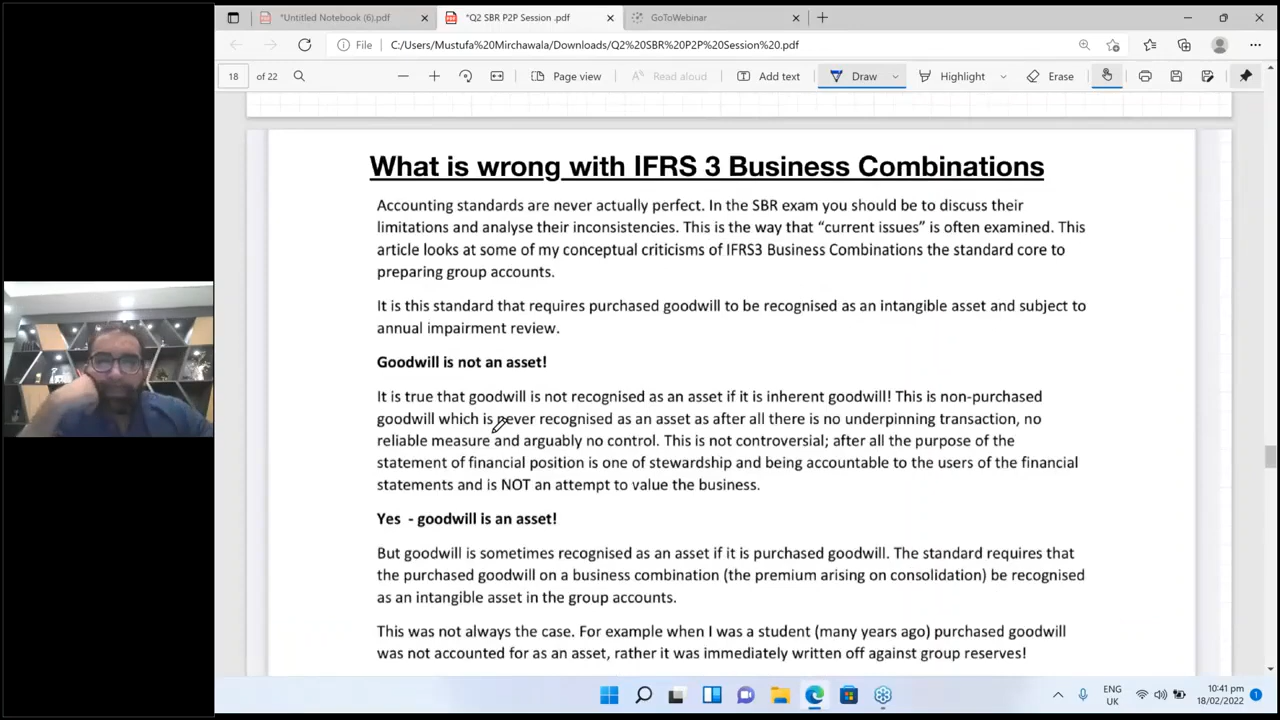 *Untitled Notebook (6).pdf
*Q2 SBR P2P Session .pdf
GoToWebinar
File
C:/Users/Mustufa%20Mirchawala/Downloads/Q2%20SBR%20P2P%20Session%20.pdf
18 of 22
Page view
Read aloud
Add text
Draw
Highlight
Erase
What is wrong with IFRS 3 Business Combinations
Accounting standards are never actually perfect. In the SBR exam you should be to discuss their
limitations and analyse their inconsistencies. This is the way that “current issues” is often examined. This
article looks at some of my conceptual criticisms of IFRS3 Business Combinations the standard core to
preparing group accounts.
It is this standard that requires purchased goodwill to be recognised as an intangible asset and subject to
annual impairment review.
Goodwill is not an asset!
It is true that goodwill is not recognised as an asset if it is inherent goodwill! This is non-purchased
goodwill which is never recognised as an asset as after all there is no underpinning transaction, no
reliable measure and arguably no control. This is not controversial; after all the purpose of the
statement of financial position is one of stewardship and being accountable to the users of the financial
statements and is NOT an attempt to value the business.
Yes - goodwill is an asset!
But goodwill is sometimes recognised as an asset if it is purchased goodwill. The standard requires that
the purchased goodwill on a business combination (the premium arising on consolidation) be recognised
as an intangible asset in the group accounts.
This was not always the case. For example when I was a student (many years ago) purchased goodwill
was not accounted for as an asset, rather it was immediately written off against group reserves!
ENG
UK
10:41 pm
18/02/2022
1